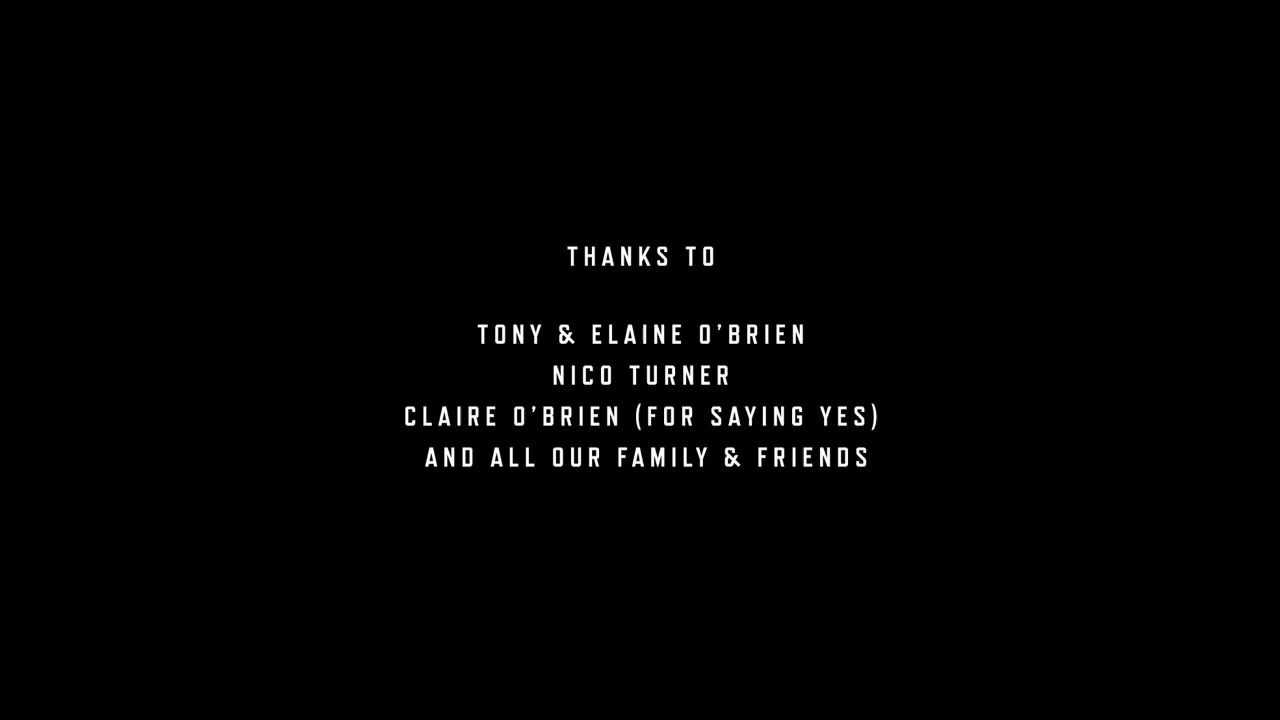 THANKS TO
TONY & ELAINE O’BRIEN
NICO TURNER
CLAIRE O’BRIEN (FOR SAYING YES)
AND ALL OUR FAMILY & FRIENDS